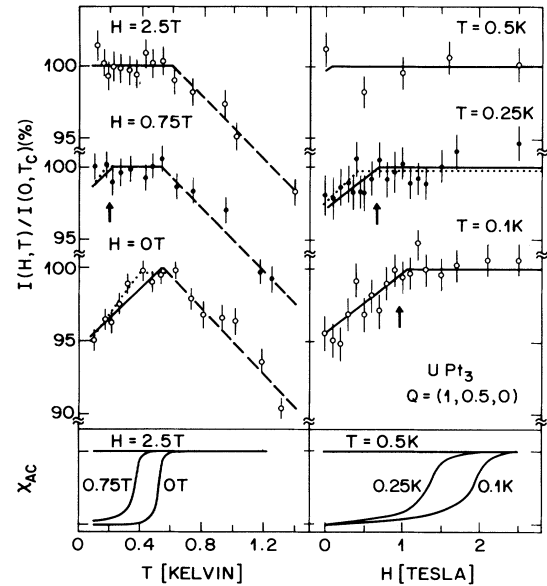 I(H,T)/I(0,T_C)(%)
H = 2.5T
100
95
H = 0.75T
100
95
H = 0T
100
95
90
T = 0.5K
T = 0.25K
T = 0.1K
U Pt₃
Q = (1, 0.5, 0)
χ_AC
H = 2.5T
0.75T
0T
T = 0.5K
0.25K
0.1K
0 0.4 0.8 1.2
T [KELVIN]
0 1 2
H [TESLA]